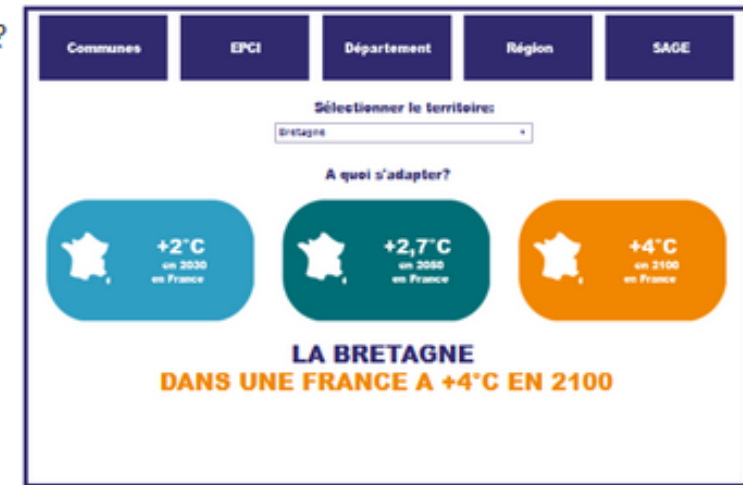 ?
Communes EPCI Département Région SAGE
Sélectionner le territoire:
Bretagne
A quoi s'adapter?
+2°C
en 2030
en France
+2,7°C
en 2050
en France
+4°C
en 2100
en France
LA BRETAGNE
DANS UNE FRANCE A +4°C EN 2100